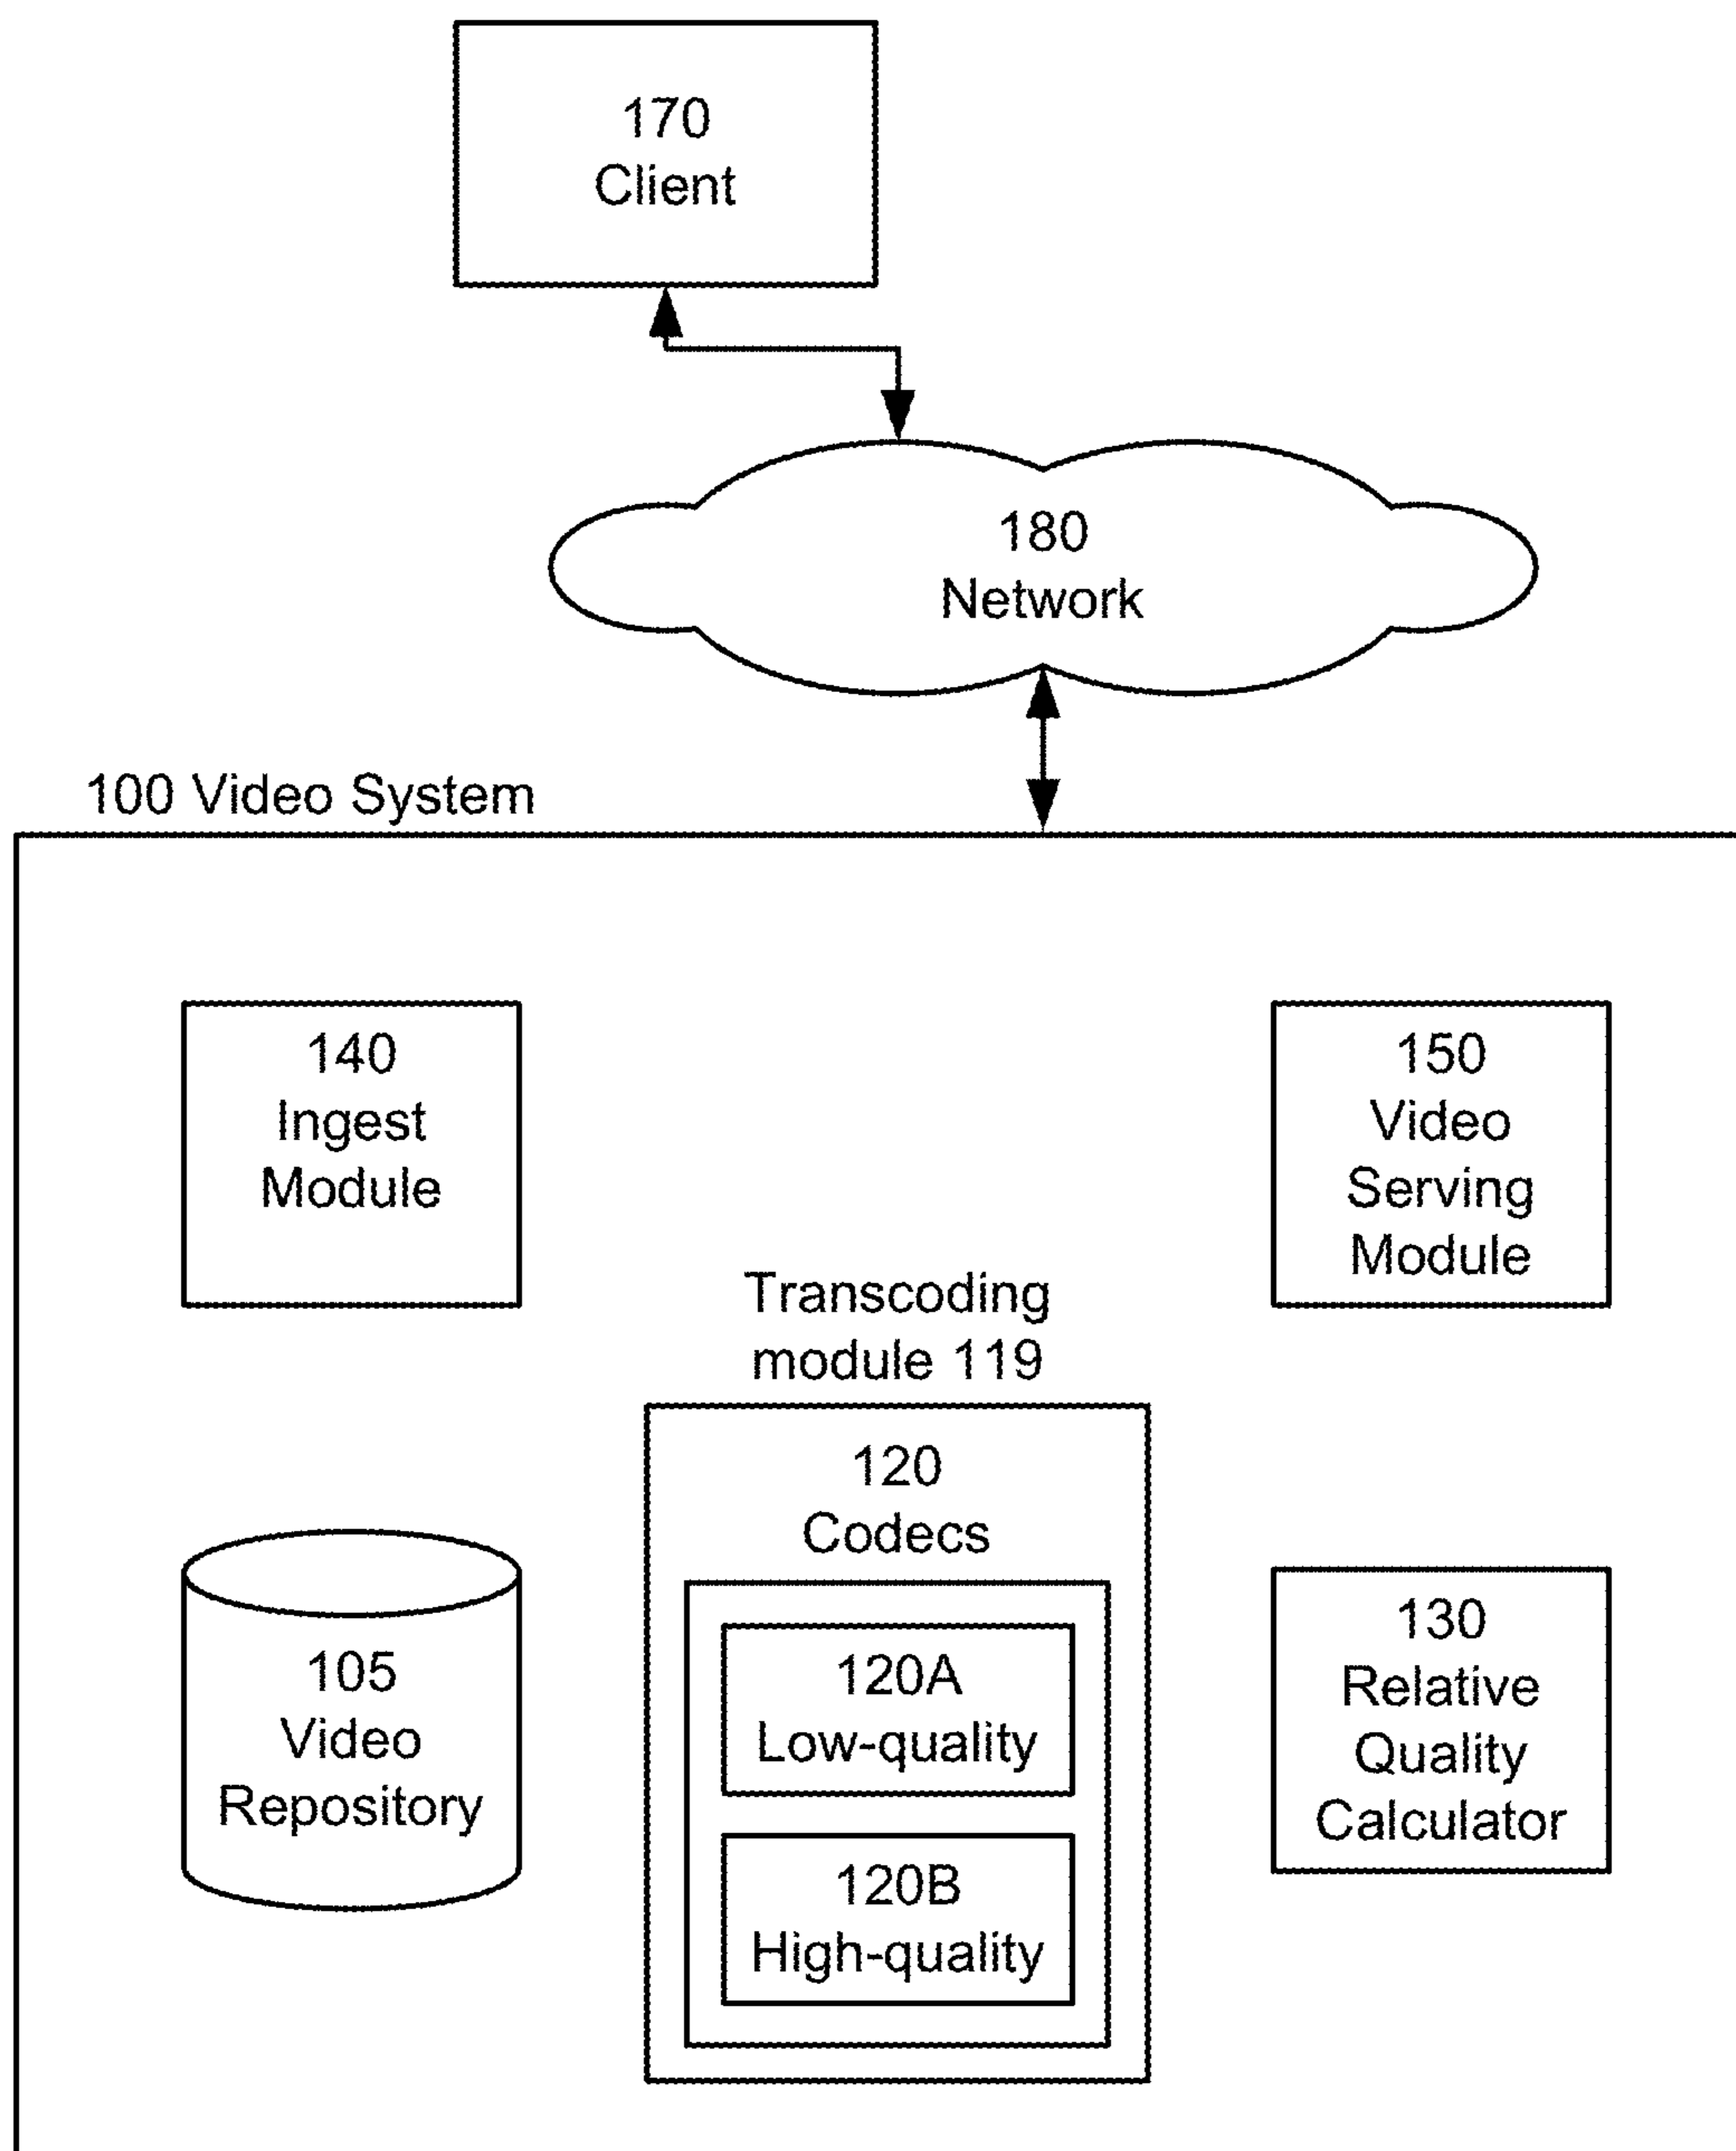 170
Client
180
Network
100 Video System
140
Ingest
Module
150
Video
Serving
Module
Transcoding
module 119
120
Codecs
120A
Low-quality
120B
High-quality
105
Video
Repository
130
Relative
Quality
Calculator